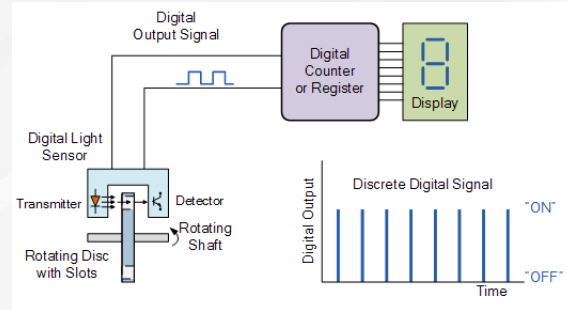 Digital
Output Signal
Digital
Counter
or Register
Display
Digital Light
Sensor
Transmitter
Detector
Rotating
Shaft
Rotating Disc
with Slots
Discrete Digital Signal
Digital Output
"ON"
"OFF"
Time